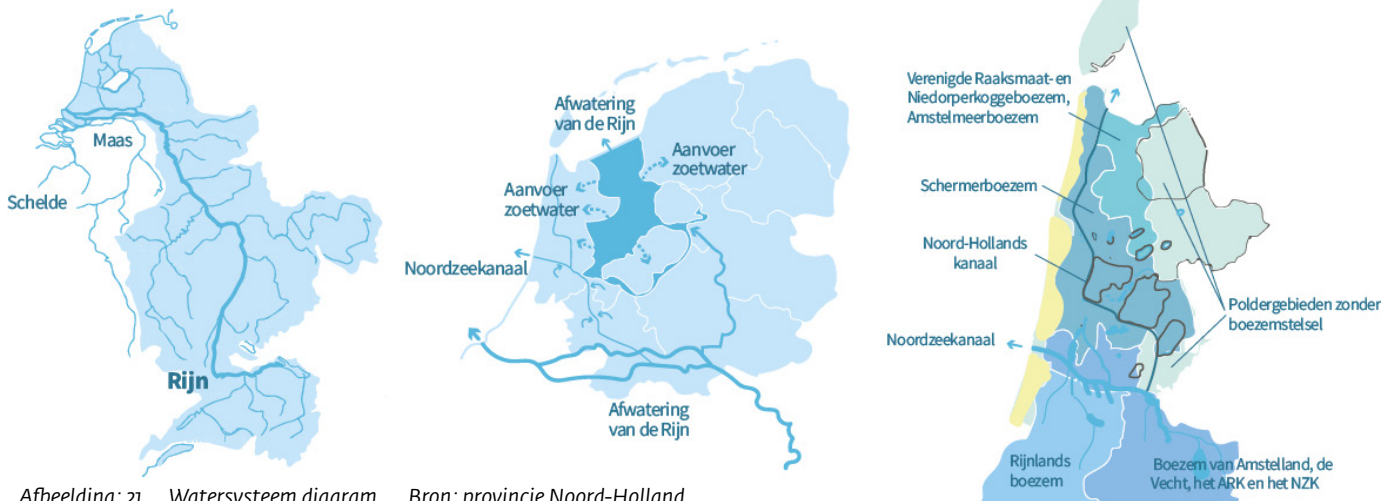 Maas
Schelde
Rijn
Afwatering
van de Rijn
Aanvoer
zoetwater
Aanvoer
zoetwater
Noordzeekanaal
Afwatering
van de Rijn
Verenigde Raaksmaat- en
Niedorperkoggeboezem,
Amstelmeerboezem
Schermerboezem
Noord-Hollands
kanaal
Poldergebieden zonder
boezemstelsel
Noordzeekanaal
Rijnlands
boezem
Boezem van Amstelland, de
Vecht, het ARK en het NZK
Afbeelding: 21 Watersysteem diagram Bron: provincie Noord-Holland